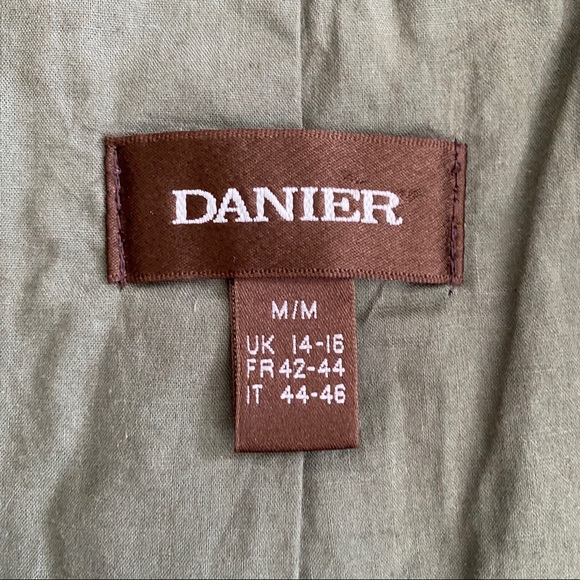 DANIER
M/M
UK 14-16
FR 42-44
IT 44-46